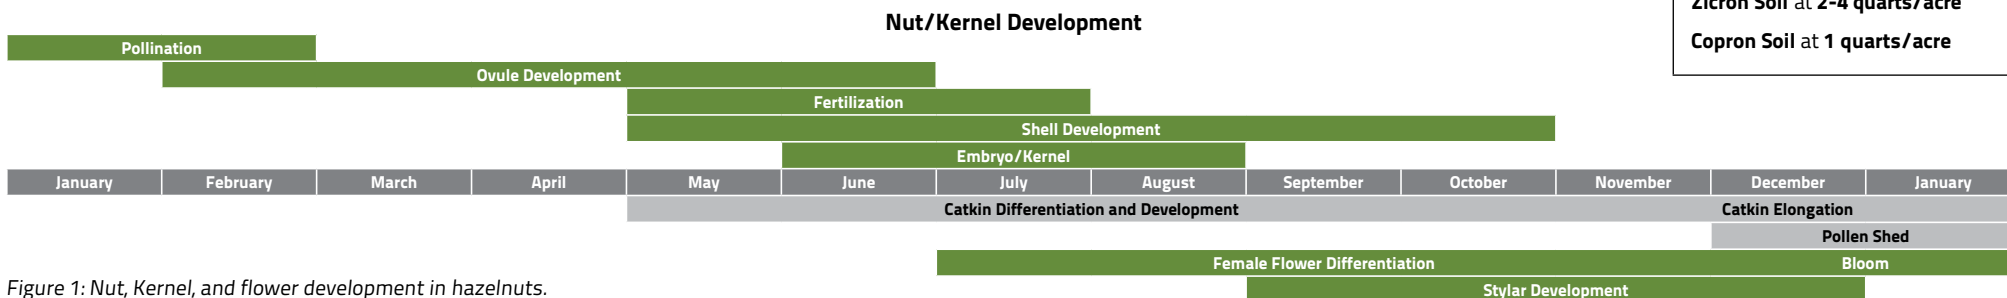 Zicron Soil at 2-4 quarts/acre
Nut/Kernel Development
Copron Soil at 1 quarts/acre
Pollination
Ovule Development
Fertilization
Shell Development
Embryo/Kernel
January February March April May June July August September October November December January
Catkin Differentiation and Development Catkin Elongation
Pollen Shed
Female Flower Differentiation Bloom
Figure 1: Nut, Kernel, and flower development in hazelnuts.
Stylar Development